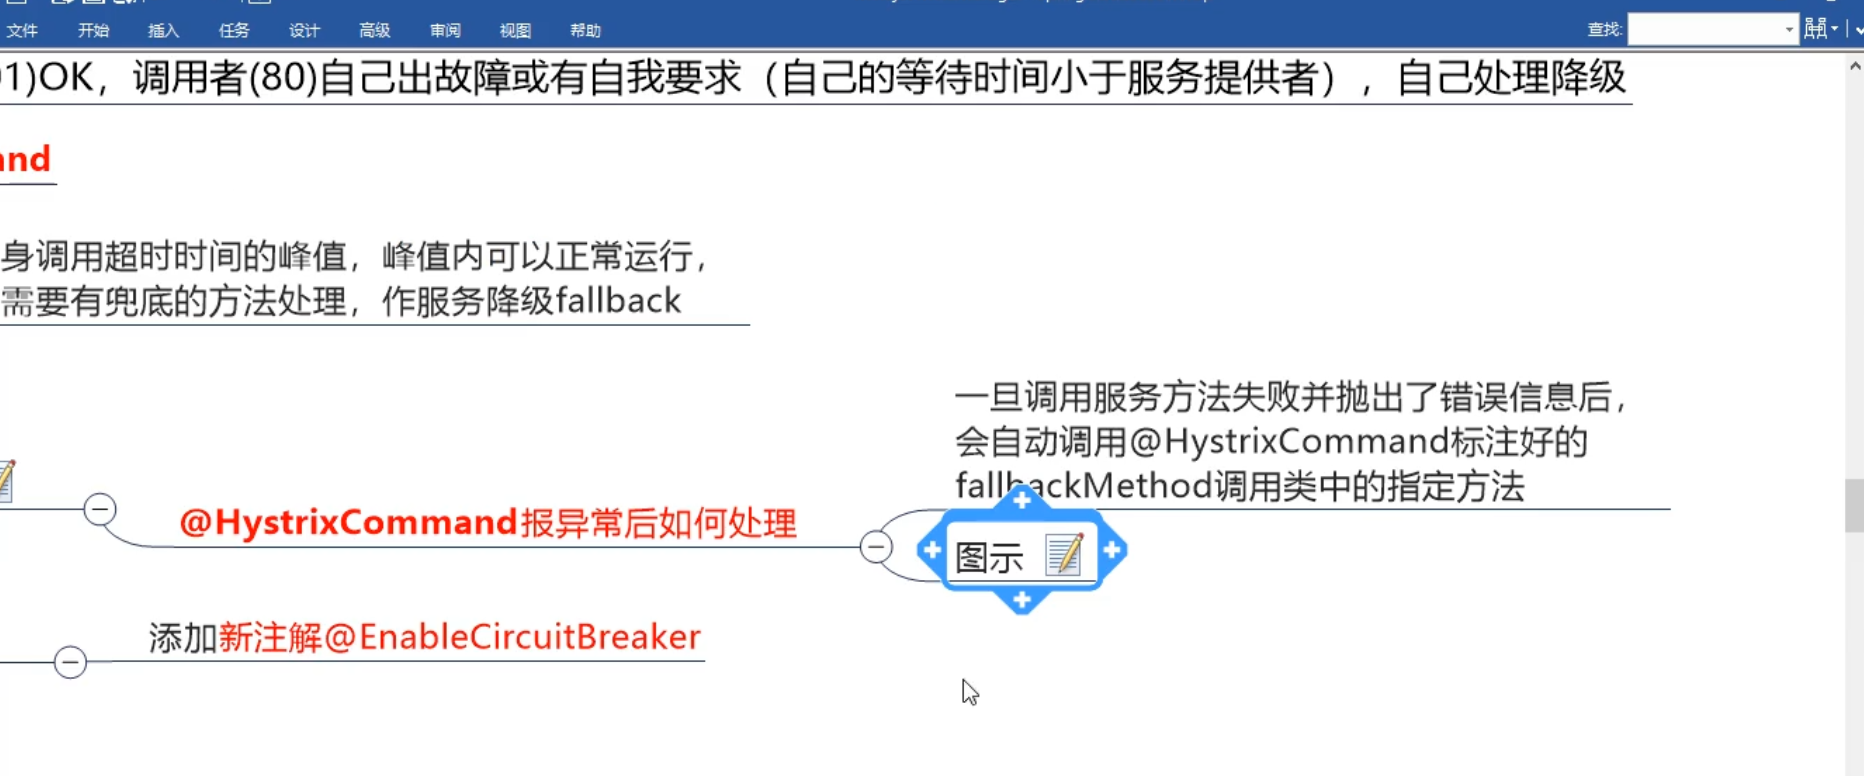 文件 开始 插入 任务 设计 高级 审阅 视图 帮助 查找:
1)OK，调用者(80)自己出故障或有自我要求（自己的等待时间小于服务提供者），自己处理降级
and
身调用超时时间的峰值，峰值内可以正常运行，
需要有兜底的方法处理，作服务降级fallback
一旦调用服务方法失败并抛出了错误信息后，
会自动调用@HystrixCommand标注好的
fallbackMethod调用类中的指定方法
@HystrixCommand报异常后如何处理
图示
添加新注解@EnableCircuitBreaker